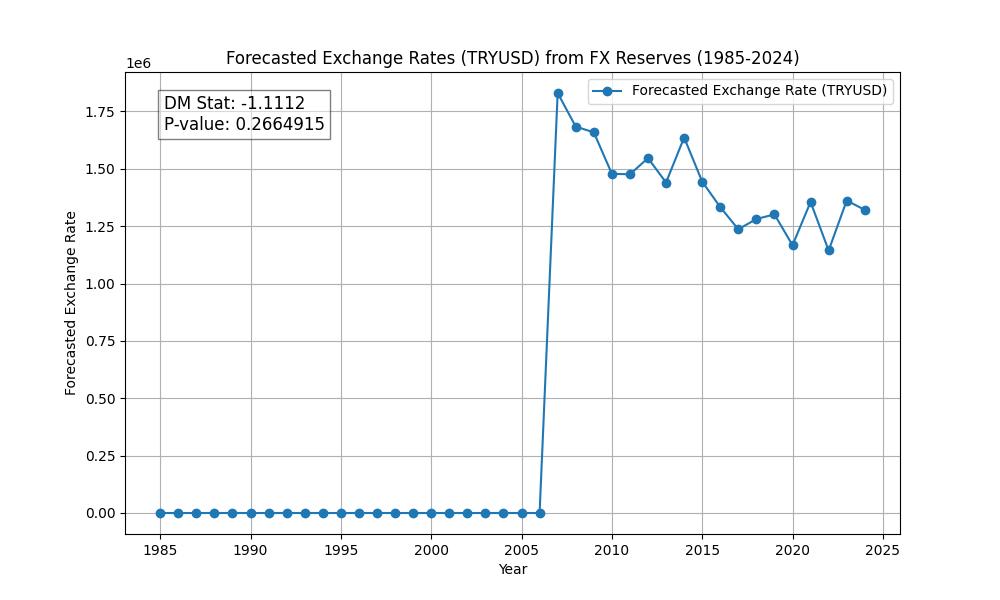 Forecasted Exchange Rates (TRYUSD) from FX Reserves (1985-2024)
1e6
DM Stat: -1.1112
P-value: 0.2664915
Forecasted Exchange Rate (TRYUSD)
1.75
1.50
1.25
1.00
0.75
0.50
0.25
0.00
Forecasted Exchange Rate
1985 1990 1995 2000 2005 2010 2015 2020 2025
Year